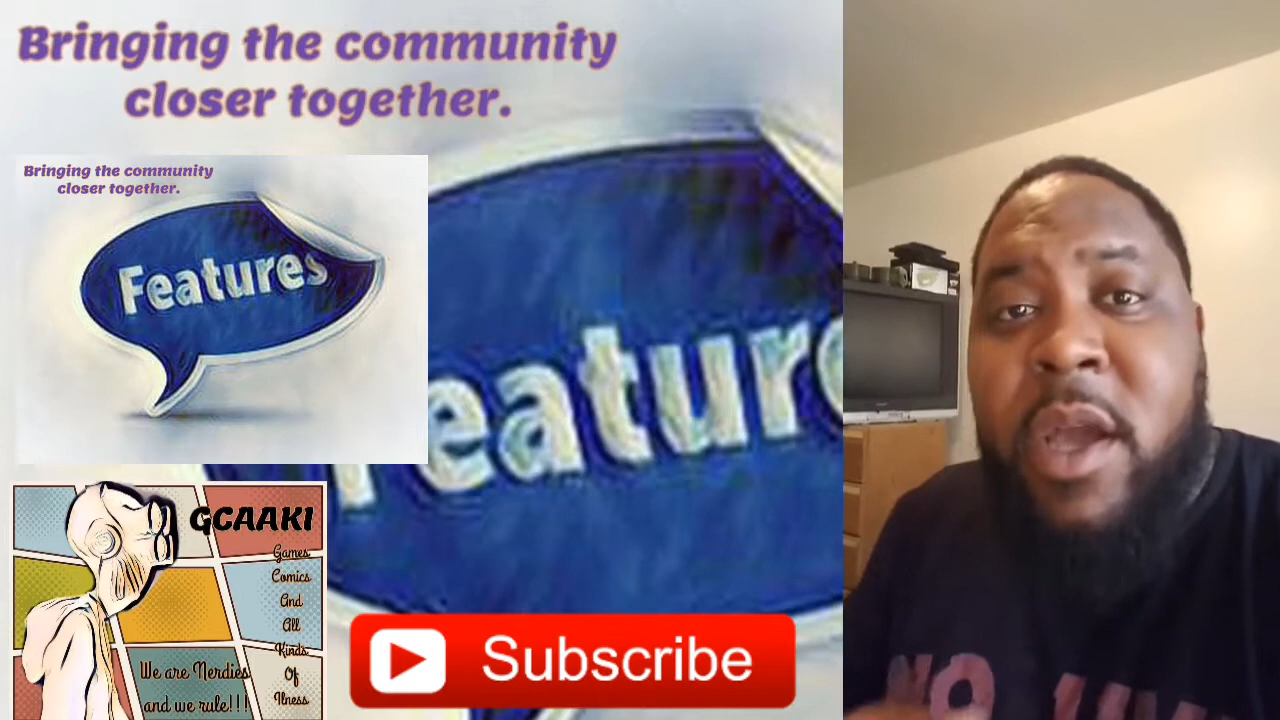 Bringing the community
closer together.
Bringing the community
closer together.
Features
GCAAKI
Games
Comics
And
All
Kinds
Of
Ilness
We are Nerdies
and we rule!!!
Subscribe